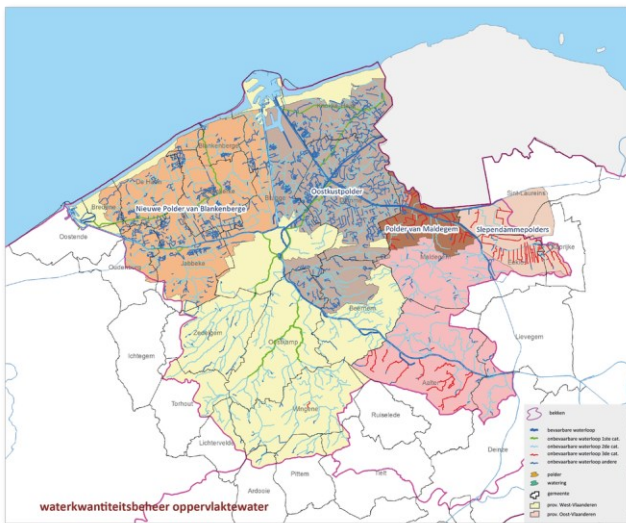 Blankenberge
De Haan
Bredene
Oostkustpolder
Nieuwe Polder van Blankenberge
Oostende
Sint-Laureins
Polder van Maldegem
Slependammepolders
Oudenburg
Jabbeke
Maldegem
Eeklo
Kaprijke
Beernem
Zedelgem
Oostkamp
Lievegem
Ichtegem
Aalter
Torhout
Wingene
Ruiselede
Lichtervelde
Deinze
Pittem
Tielt
Ardooie
waterkwantiteitsbeheer oppervlaktewater
bekken
bevaarbare waterloop
onbevaarbare waterloop 1ste cat.
onbevaarbare waterloop 2de cat.
onbevaarbare waterloop 3de cat.
onbevaarbare waterloop andere
polder
watering
gemeente
prov. West-Vlaanderen
prov. Oost-Vlaanderen